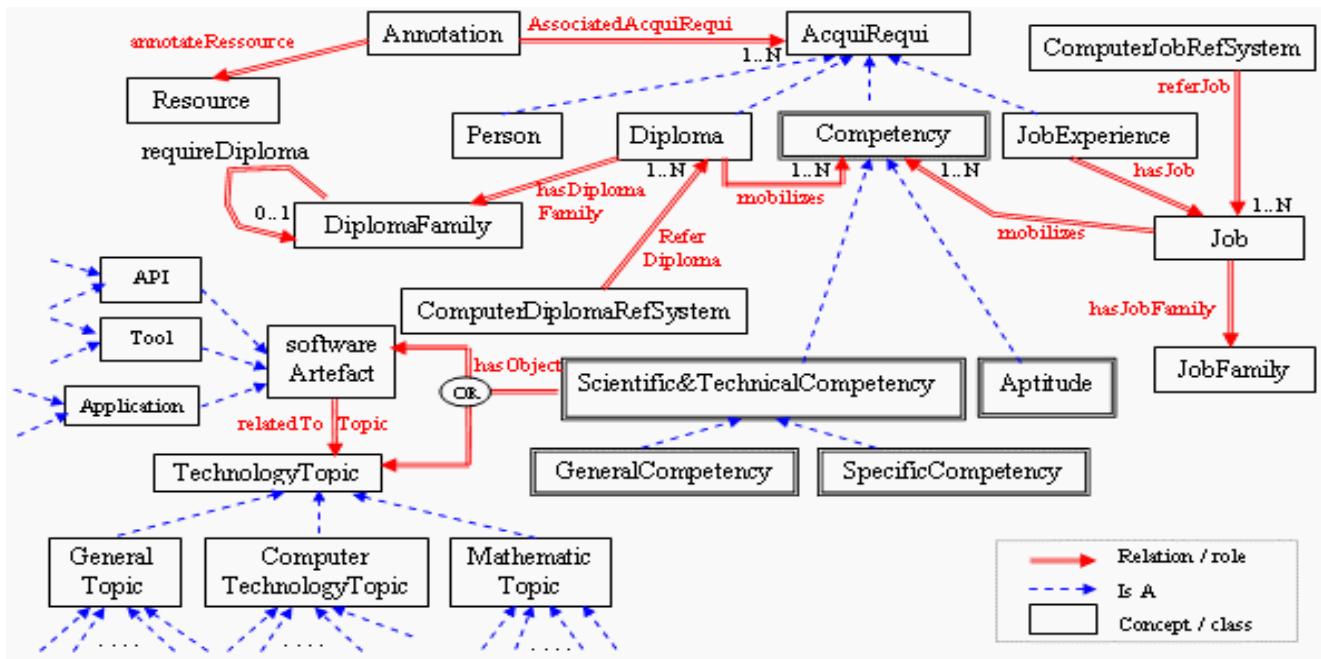 Annotation
AssociatedAcquiRequi
AcquiRequi
1..N
annotateRessource
Resource
ComputerJobRefSystem
referJob
Person
Diploma
Competency
JobExperience
requireDiploma
1..N
1..N
1..N
hasJob
hasDiploma
Family
mobilizes
0..1
DiplomaFamily
mobilizes
1..N
Job
Refer
Diploma
API
ComputerDiplomaRefSystem
hasJobFamily
Tool
software
Artefact
hasObject
OR
Scientific&TechnicalCompetency
Aptitude
JobFamily
Application
relatedTo Topic
TechnologyTopic
GeneralCompetency
SpecificCompetency
General
Topic
Computer
TechnologyTopic
Mathematic
Topic
. . . .
. . . .
. . . .
Relation / role
Is A
Concept / class